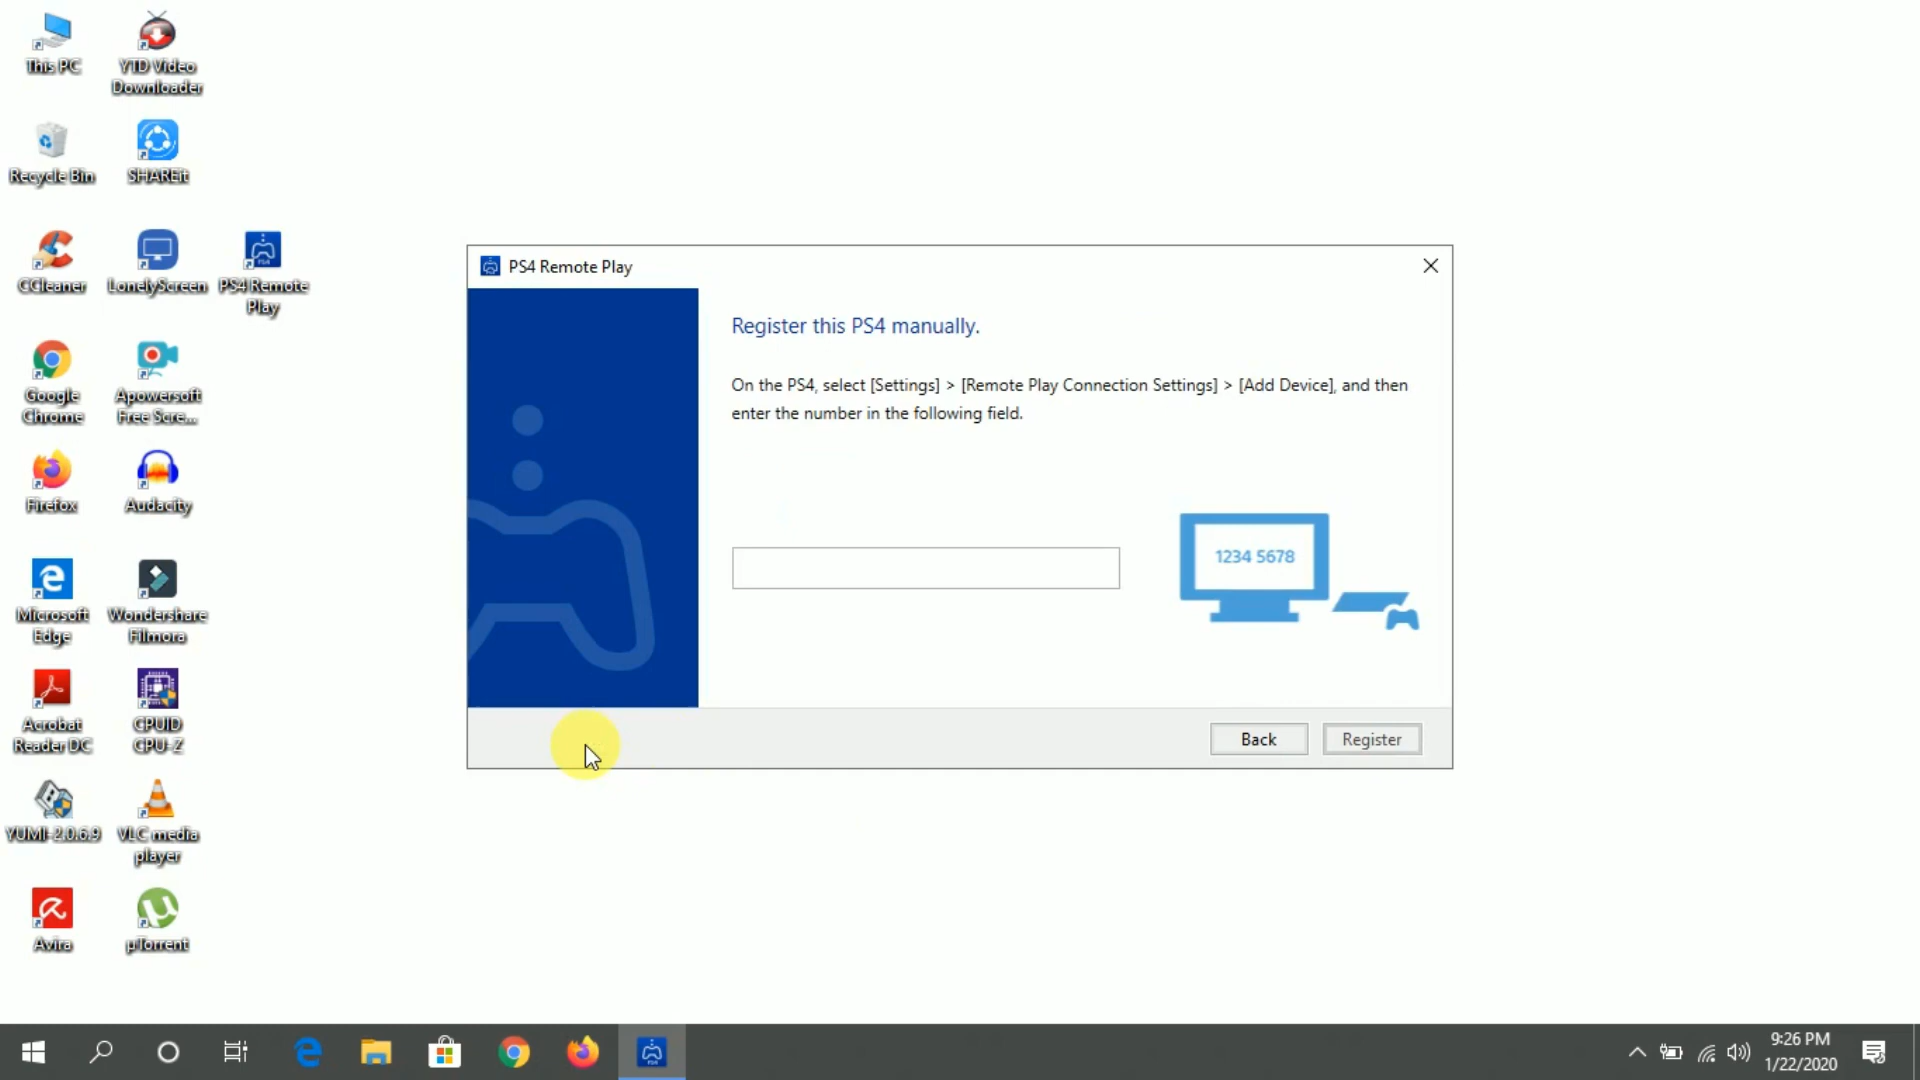 This PC
YTD Video
Downloader
Recycle Bin
SHAREit
CCleaner
LonelyScreen
PS4 Remote
Play
Google
Chrome
Apowersoft
Free Scre...
Firefox
Audacity
Microsoft
Edge
Wondershare
Filmora
Acrobat
Reader DC
CPUID
CPU-Z
YUMI-2.0.6.9
VLC media
player
Avira
µTorrent
PS4 Remote Play
Register this PS4 manually.
On the PS4, select [Settings] > [Remote Play Connection Settings] > [Add Device], and then
enter the number in the following field.
1234 5678
Back
Register
9:26 PM
1/22/2020